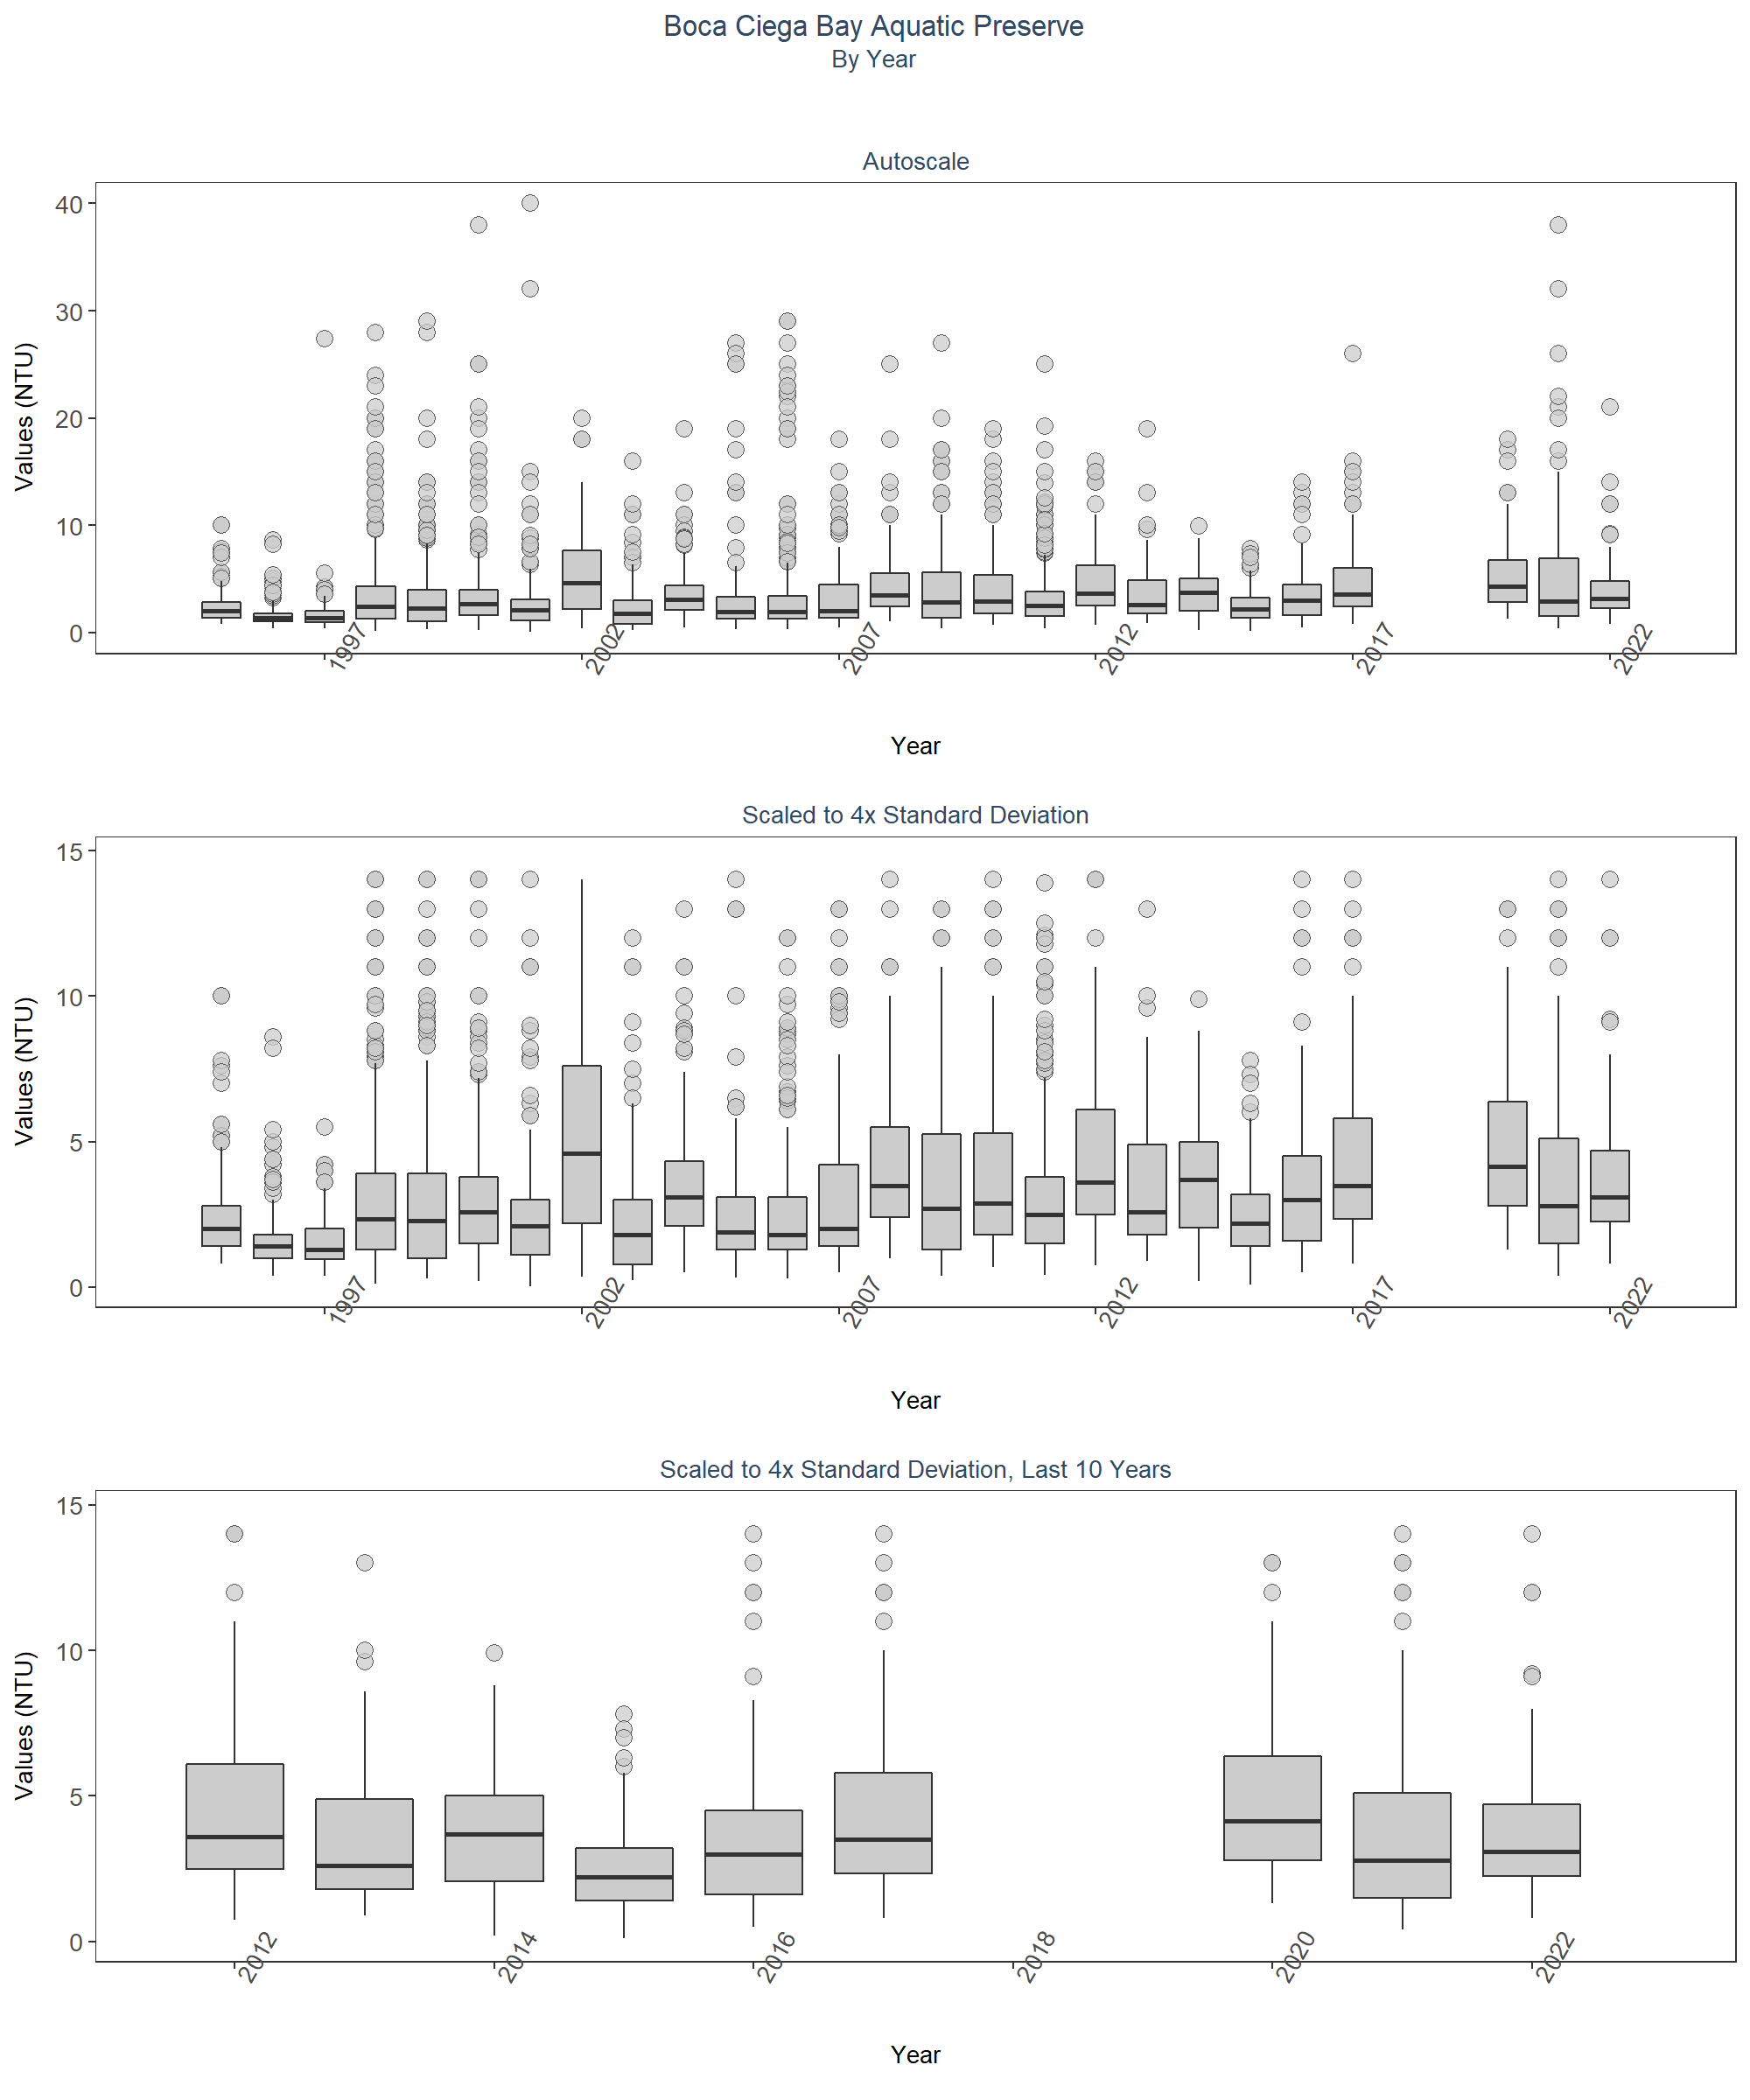 Boca Ciega Bay Aquatic Preserve
By Year
Autoscale
Values (NTU)
40
30
20
10
0
1997
2002
2007
2012
2017
2022
Year
Scaled to 4x Standard Deviation
Values (NTU)
15
10
5
0
1997
2002
2007
2012
2017
2022
Year
Scaled to 4x Standard Deviation, Last 10 Years
Values (NTU)
15
10
5
0
2012
2014
2016
2018
2020
2022
Year